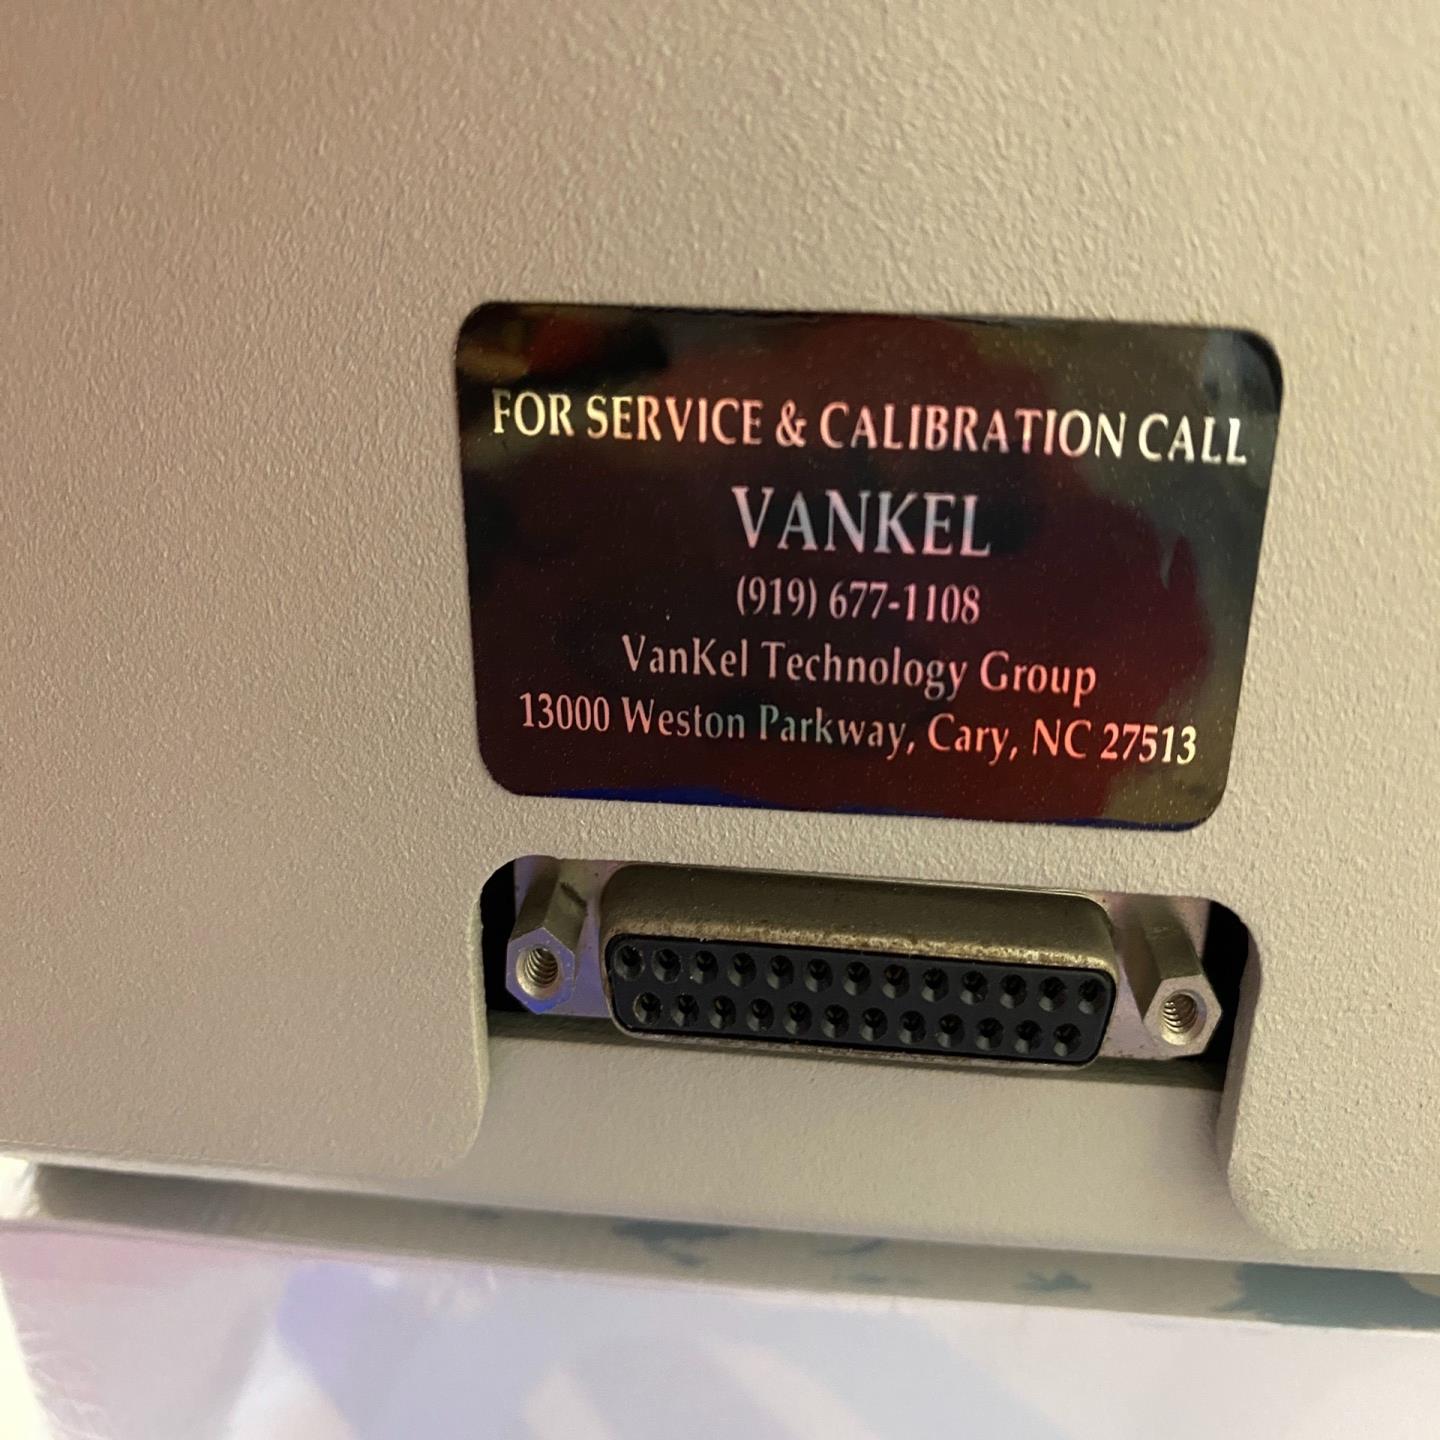 FOR SERVICE & CALIBRATION CALL
VANKEL
(919) 677-1108
VanKel Technology Group
13000 Weston Parkway, Cary, NC 27513